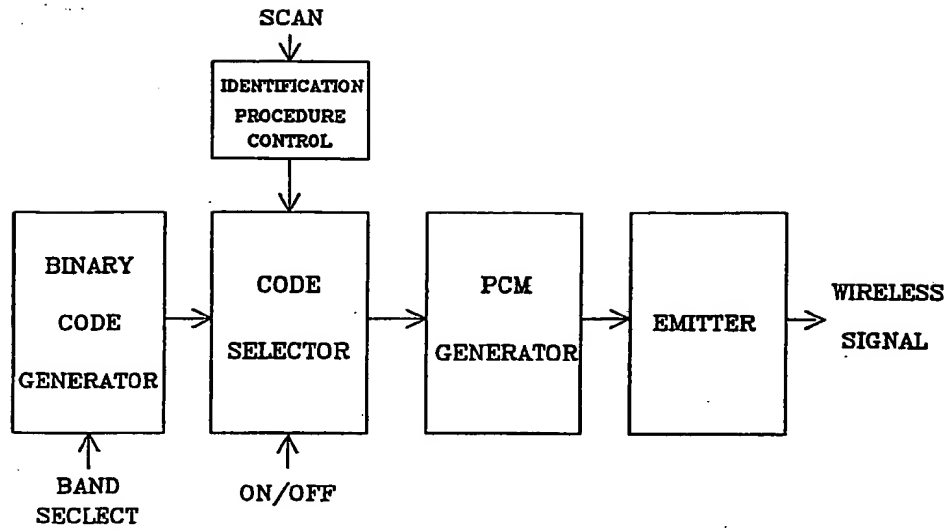 SCAN
IDENTIFICATION
PROCEDURE
CONTROL
BINARY
CODE
GENERATOR
CODE
SELECTOR
PCM
GENERATOR
EMITTER
WIRELESS
SIGNAL
BAND
SECLECT
ON/OFF